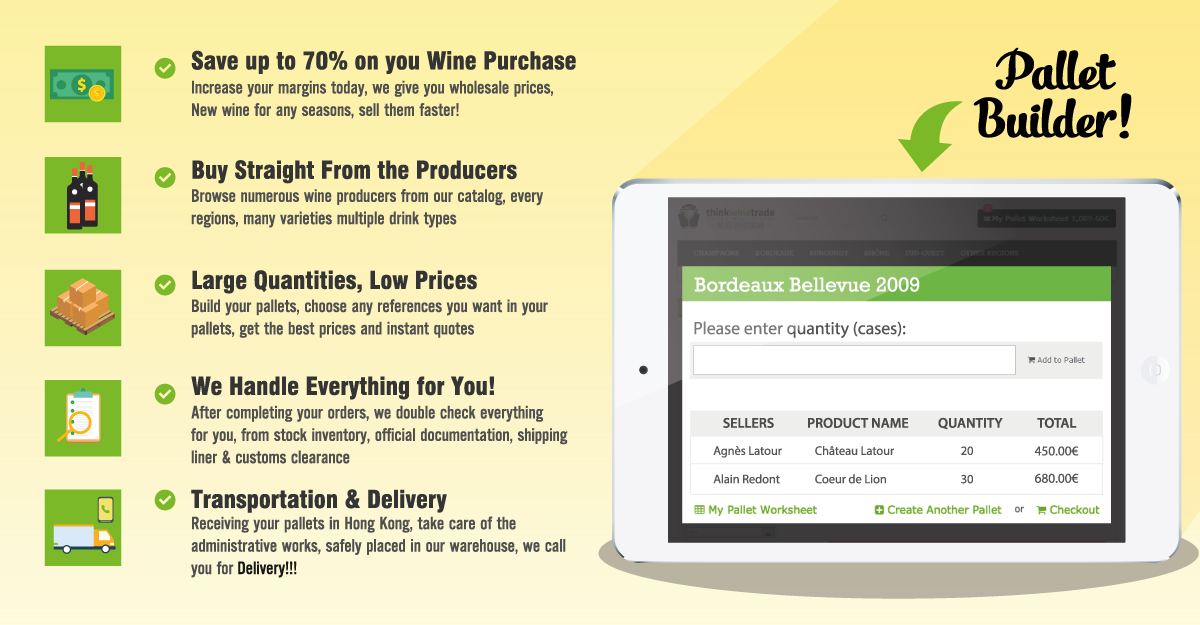 Save up to 70% on you Wine Purchase
Increase your margins today, we give you wholesale prices,
New wine for any seasons, sell them faster!
Buy Straight From the Producers
Browse numerous wine producers from our catalog, every
regions, many varieties multiple drink types
Large Quantities, Low Prices
Build your pallets, choose any references you want in your
pallets, get the best prices and instant quotes
We Handle Everything for You!
After completing your orders, we double check everything
for you, from stock inventory, official documentation, shipping
liner & customs clearance
Transportation & Delivery
Receiving your pallets in Hong Kong, take care of the
administrative works, safely placed in our warehouse, we call
you for Delivery!!!
Pallet
Builder!
thinkwinetrade
My Pallet Worksheet
CHAMPAGNE BORDEAUX BURGUNDY RHÔNE OTHER REGIONS
Bordeaux Bellevue 2009
Please enter quantity (cases):
Add to Pallet
SELLERS PRODUCT NAME QUANTITY TOTAL
Agnès Latour Château Latour 20 450.00€
Alain Redont Coeur de Lion 30 680.00€
My Pallet Worksheet Create Another Pallet or Checkout